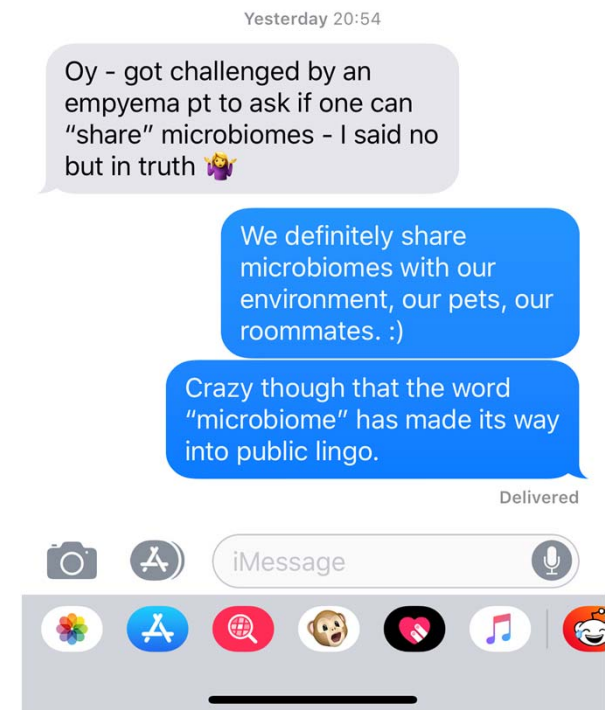 Yesterday 20:54
Oy - got challenged by an
empyema pt to ask if one can
“share” microbiomes - I said no
but in truth 🤷‍♀️
We definitely share
microbiomes with our
environment, our pets, our
roommates. :)
Crazy though that the word
“microbiome” has made its way
into public lingo.
Delivered
iMessage